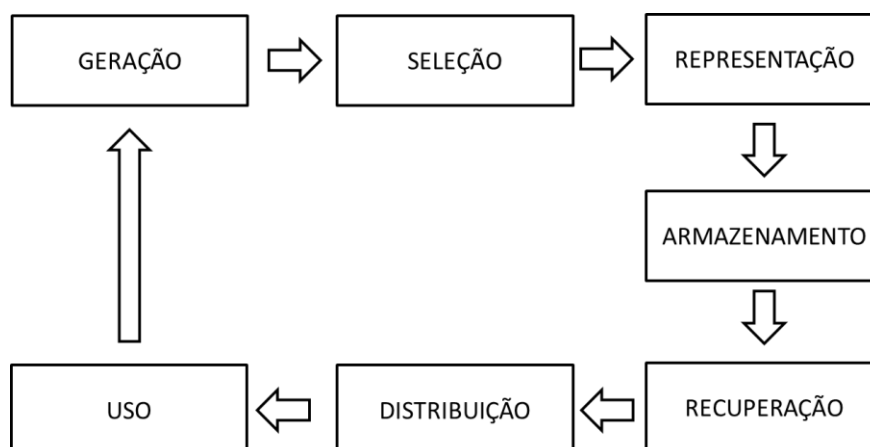 GERAÇÃO
SELEÇÃO
REPRESENTAÇÃO
ARMAZENAMENTO
RECUPERAÇÃO
DISTRIBUIÇÃO
USO